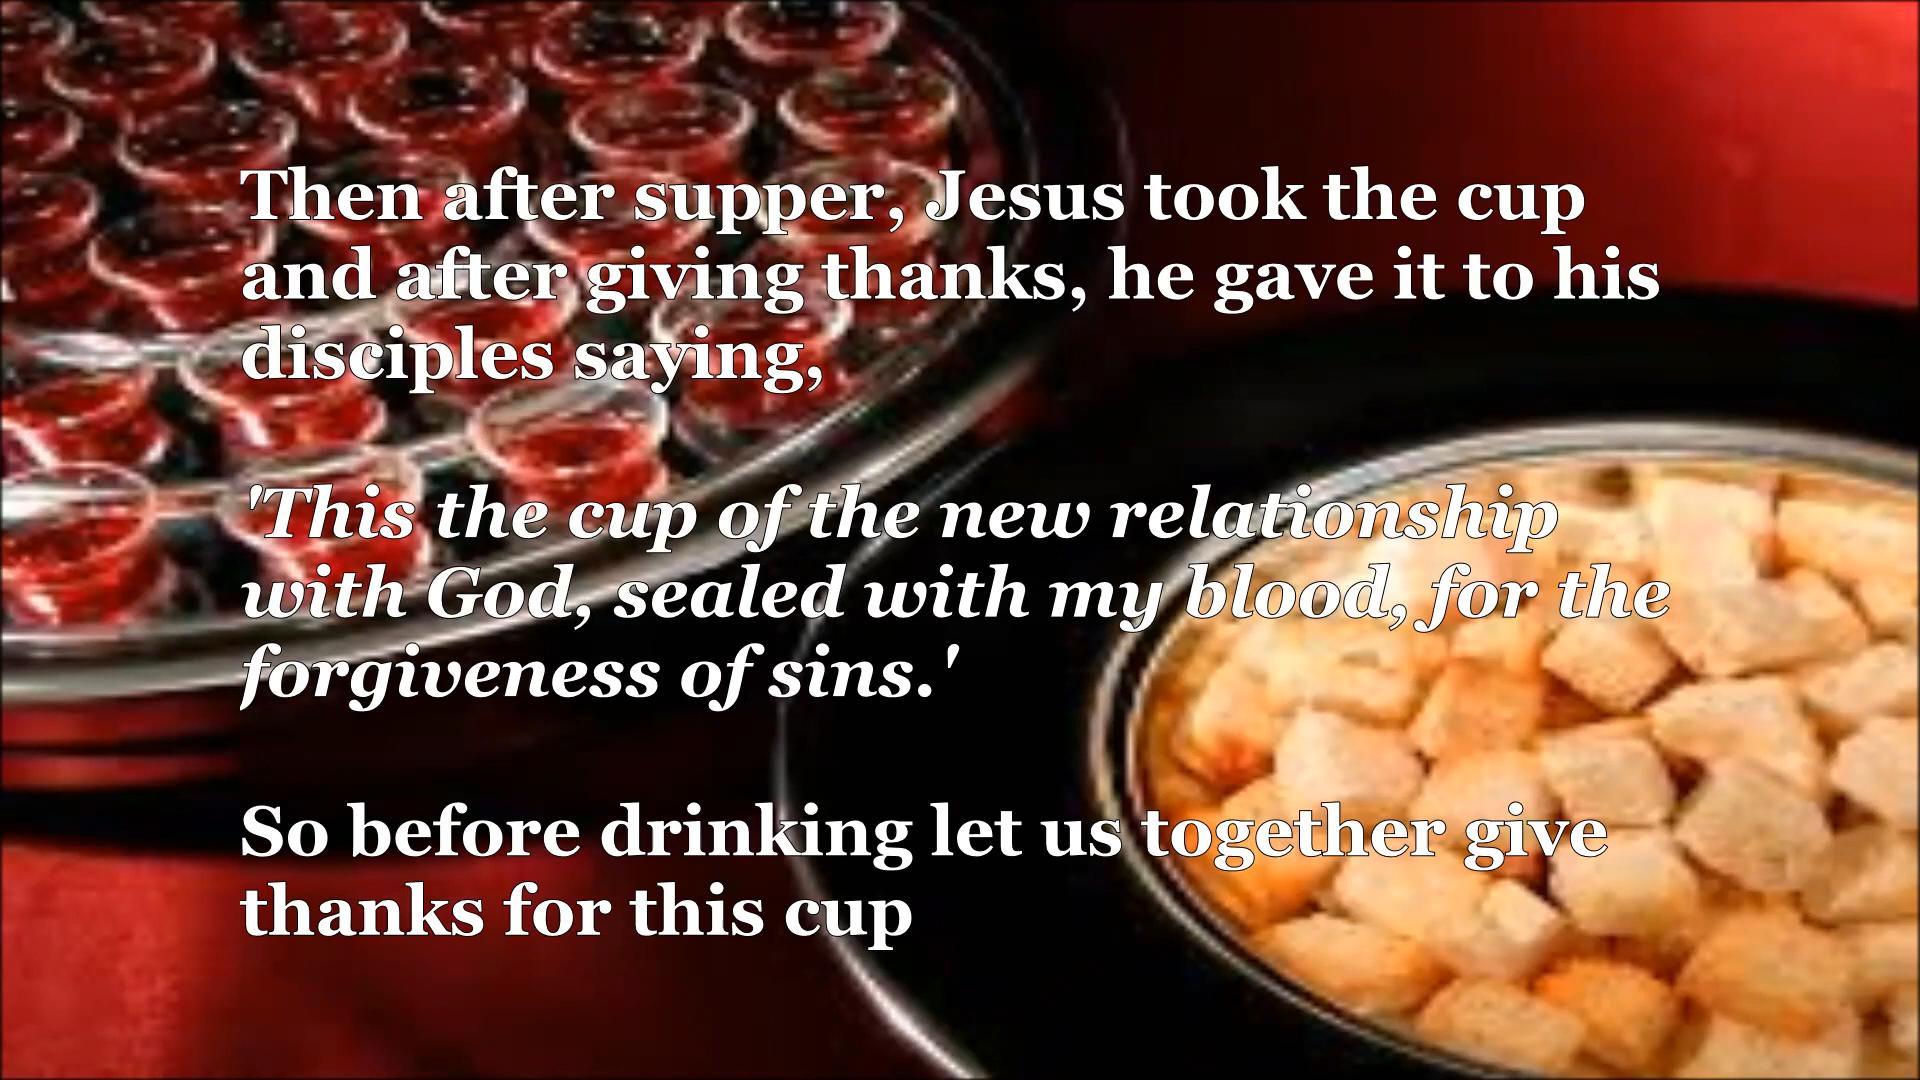 Then after supper, Jesus took the cup
and after giving thanks, he gave it to his
disciples saying,
'This the cup of the new relationship
with God, sealed with my blood, for the
forgiveness of sins.'
So before drinking let us together give
thanks for this cup